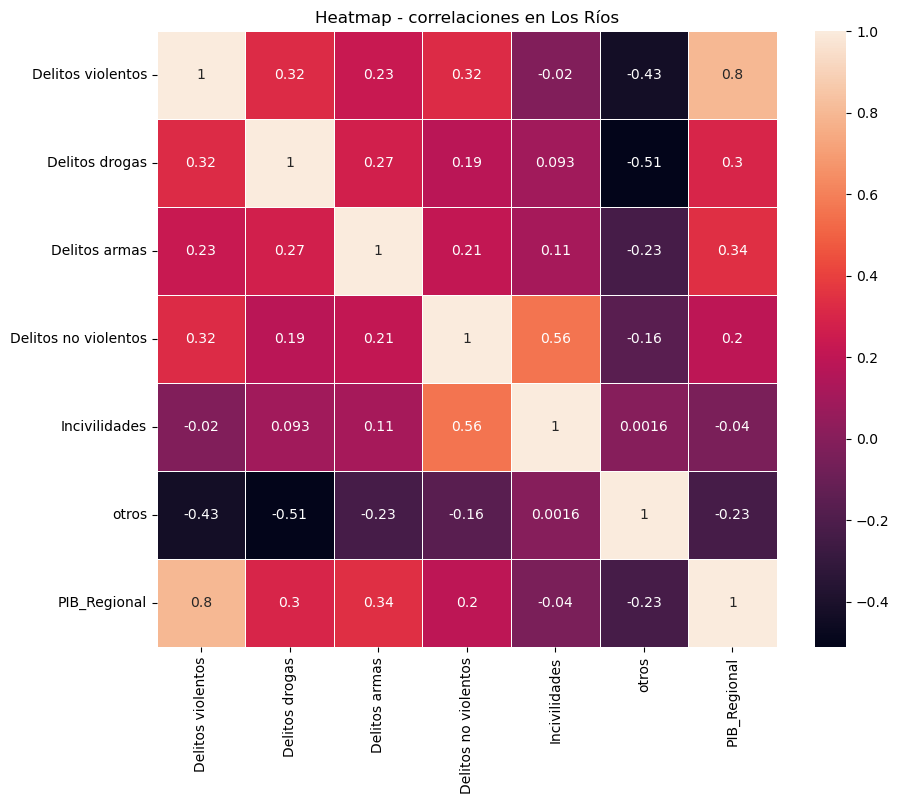 Heatmap - correlaciones en Los Ríos
Delitos violentos 1 0.32 0.23 0.32 -0.02 -0.43 0.8
Delitos drogas 0.32 1 0.27 0.19 0.093 -0.51 0.3
Delitos armas 0.23 0.27 1 0.21 0.11 -0.23 0.34
Delitos no violentos 0.32 0.19 0.21 1 0.56 -0.16 0.2
Incivilidades -0.02 0.093 0.11 0.56 1 0.0016 -0.04
otros -0.43 -0.51 -0.23 -0.16 0.0016 1 -0.23
PIB_Regional 0.8 0.3 0.34 0.2 -0.04 -0.23 1
Delitos violentos
Delitos drogas
Delitos armas
Delitos no violentos
Incivilidades
otros
PIB_Regional
1.0
0.8
0.6
0.4
0.2
0.0
−0.2
−0.4